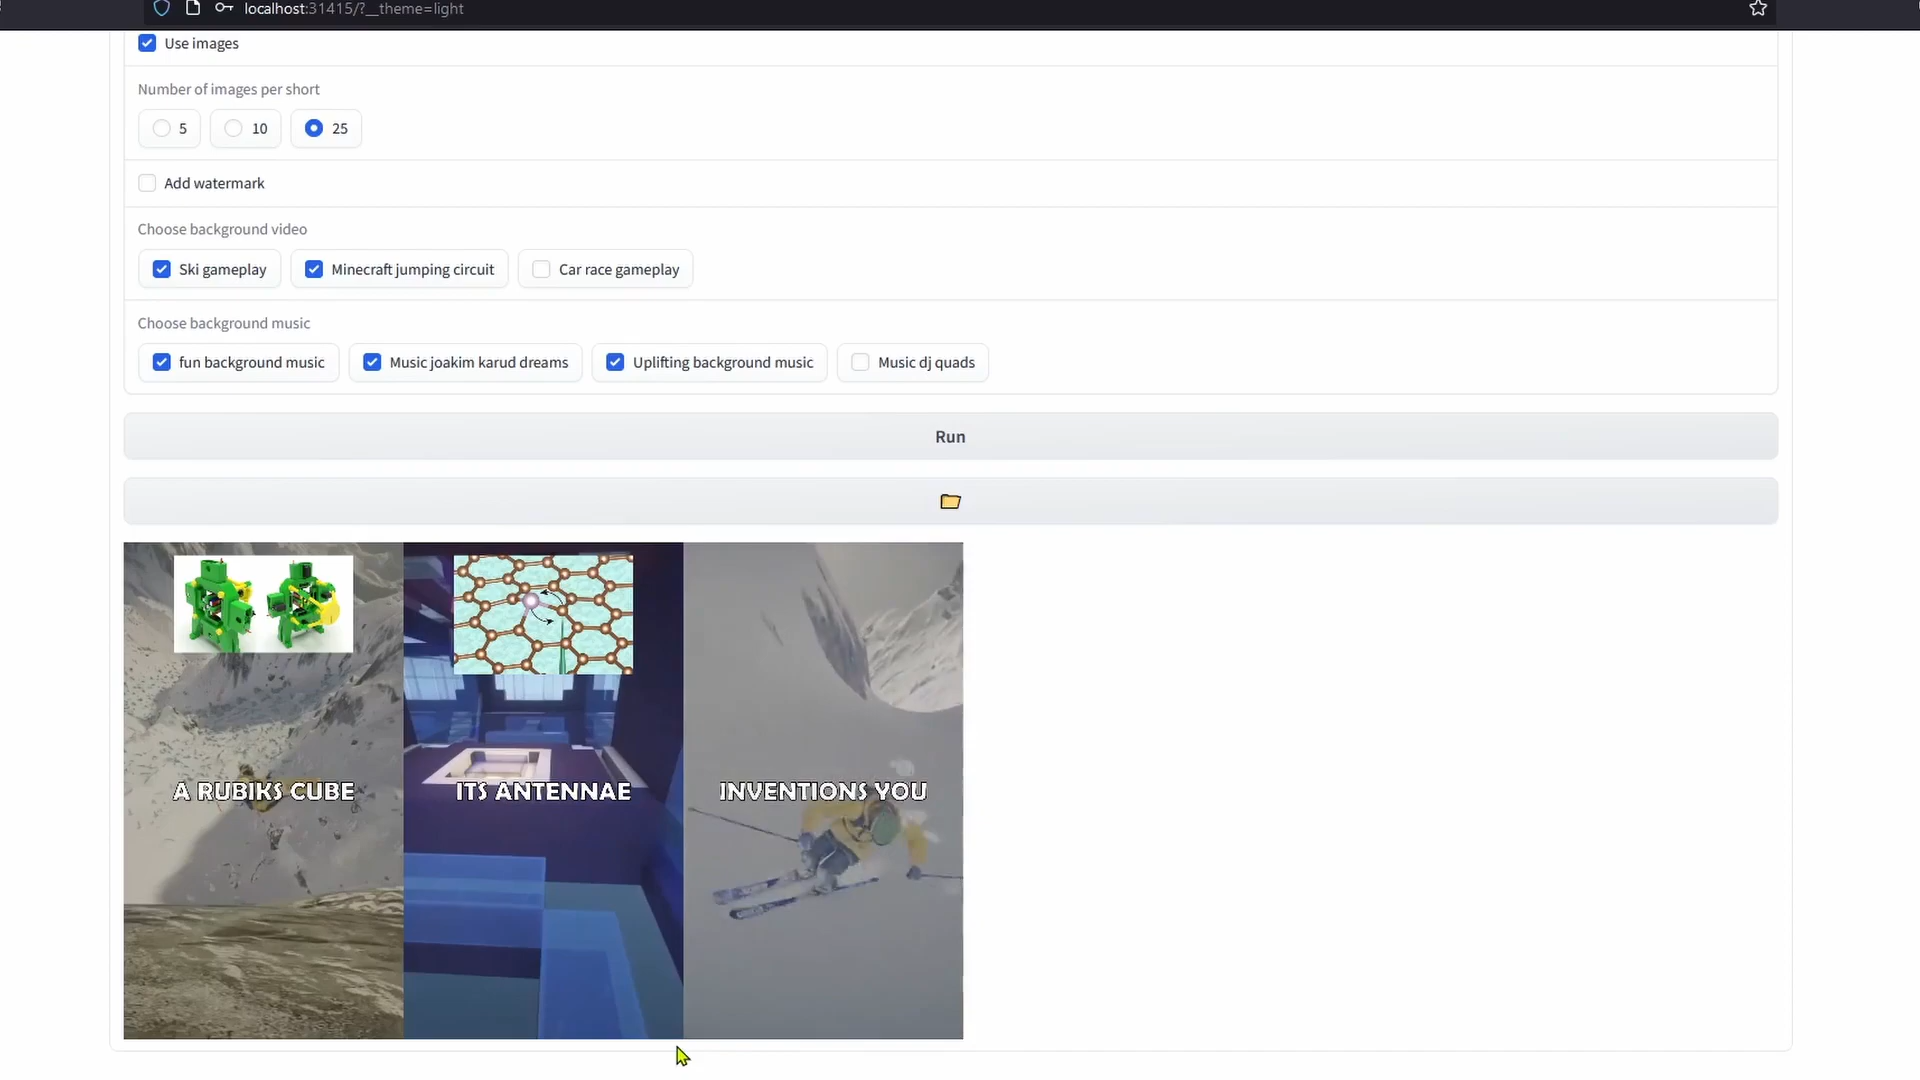 localhost:31415/?__theme=light
Use images
Number of images per short
5 10 25
Add watermark
Choose background video
Ski gameplay Minecraft jumping circuit Car race gameplay
Choose background music
fun background music Music joakim karud dreams Uplifting background music Music dj quads
Run
A RUBIKS CUBE ITS ANTENNAE INVENTIONS YOU